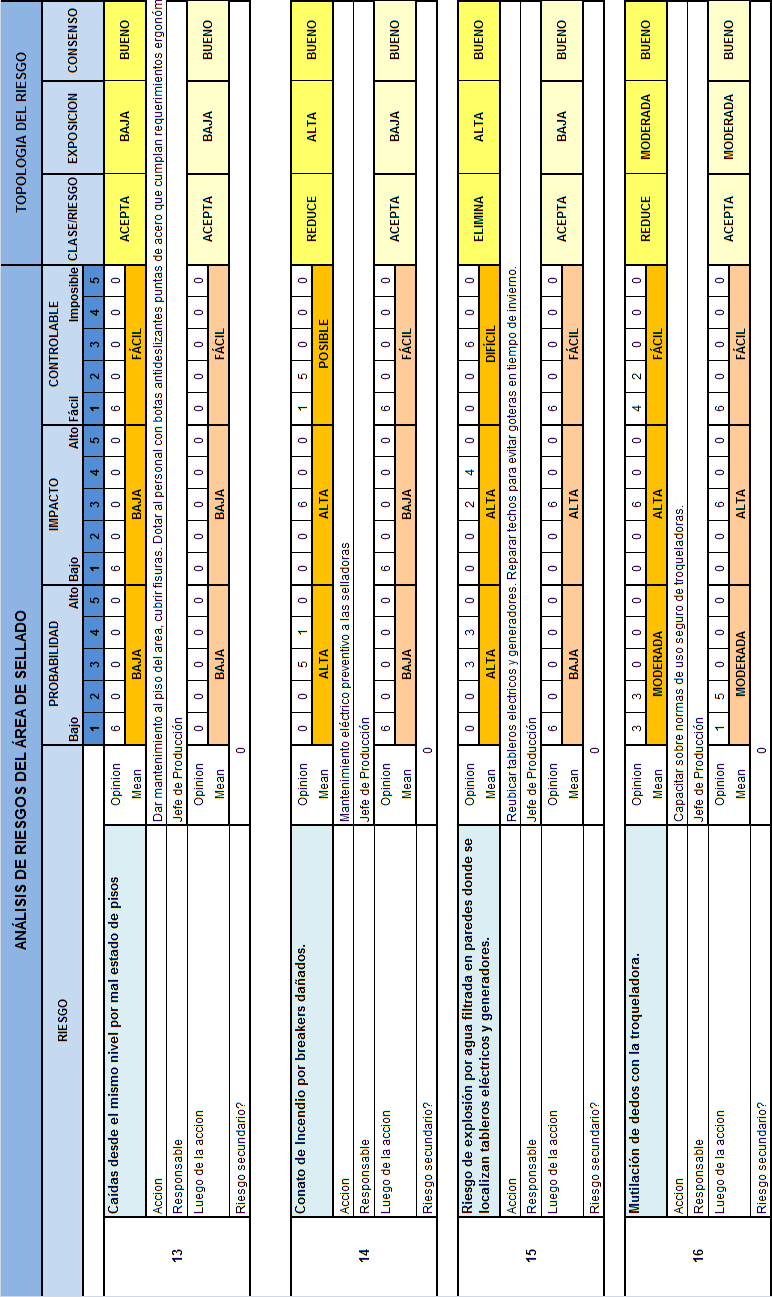 ANÁLISIS DE RIESGOS DEL ÁREA DE SELLADO TOPOLOGIA DEL RIESGO
RIESGO PROBABILIDAD IMPACTO CONTROLABLE CLASE/RIESGO EXPOSICION CONSENSO
Bajo Alto Bajo Alto Fácil Imposible
1 2 3 4 5 1 2 3 4 5 1 2 3 4 5
13 Caídas desde el mismo nivel por mal estado de pisos
Opinion 6 0 0 0 0 6 0 0 0 0 6 0 0 0 0 ACEPTA BAJA BUENO
Mean BAJA BAJA FÁCIL
Accion Dar mantenimiento al piso del area, cubrir fisuras. Dotar al personal con botas antideslizantes puntas de acero que cumplan requerimientos ergonóm
Responsable Jefe de Producción
Luego de la accion Opinion 0 0 0 0 0 0 0 0 0 0 0 0 0 0 0 ACEPTA BAJA BUENO
Mean BAJA BAJA FÁCIL
Riesgo secundario? 0
14 Conato de Incendio por breakers dañados.
Opinion 0 0 5 1 0 0 0 6 0 0 1 5 0 0 0 REDUCE ALTA BUENO
Mean ALTA ALTA POSIBLE
Accion Mantenimiento eléctrico preventivo a las selladoras
Responsable Jefe de Producción
Luego de la accion Opinion 6 0 0 0 0 6 0 0 0 0 6 0 0 0 0 ACEPTA BAJA BUENO
Mean BAJA BAJA FÁCIL
Riesgo secundario? 0
15 Riesgo de explosión por agua filtrada en paredes donde se
localizan tableros eléctricos y generadores.
Opinion 0 0 3 3 0 0 0 2 4 0 0 0 6 0 0 ELIMINA ALTA BUENO
Mean ALTA ALTA DIFÍCIL
Accion Reubicar tableros electricos y generadores. Reparar techos para evitar goteras en tiempo de invierno.
Responsable Jefe de Producción
Luego de la accion Opinion 6 0 0 0 0 0 0 6 0 0 6 0 0 0 0 ACEPTA BAJA BUENO
Mean BAJA ALTA FÁCIL
Riesgo secundario? 0
16 Mutilación de dedos con la troqueladora.
Opinion 3 3 0 0 0 0 0 6 0 0 4 2 0 0 0 REDUCE MODERADA BUENO
Mean MODERADA ALTA FÁCIL
Accion Capacitar sobre normas de uso seguro de troqueladoras.
Responsable Jefe de Producción
Luego de la accion Opinion 1 5 0 0 0 0 0 6 0 0 6 0 0 0 0 ACEPTA MODERADA BUENO
Mean MODERADA ALTA FÁCIL
Riesgo secundario? 0